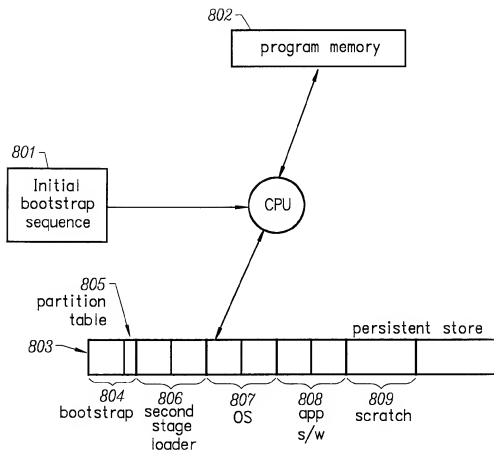 802
program memory
801
Initial
bootstrap
sequence
CPU
805
partition
table
persistent store
803
804
bootstrap
806
second
stage
loader
807
OS
808
app
s/w
809
scratch